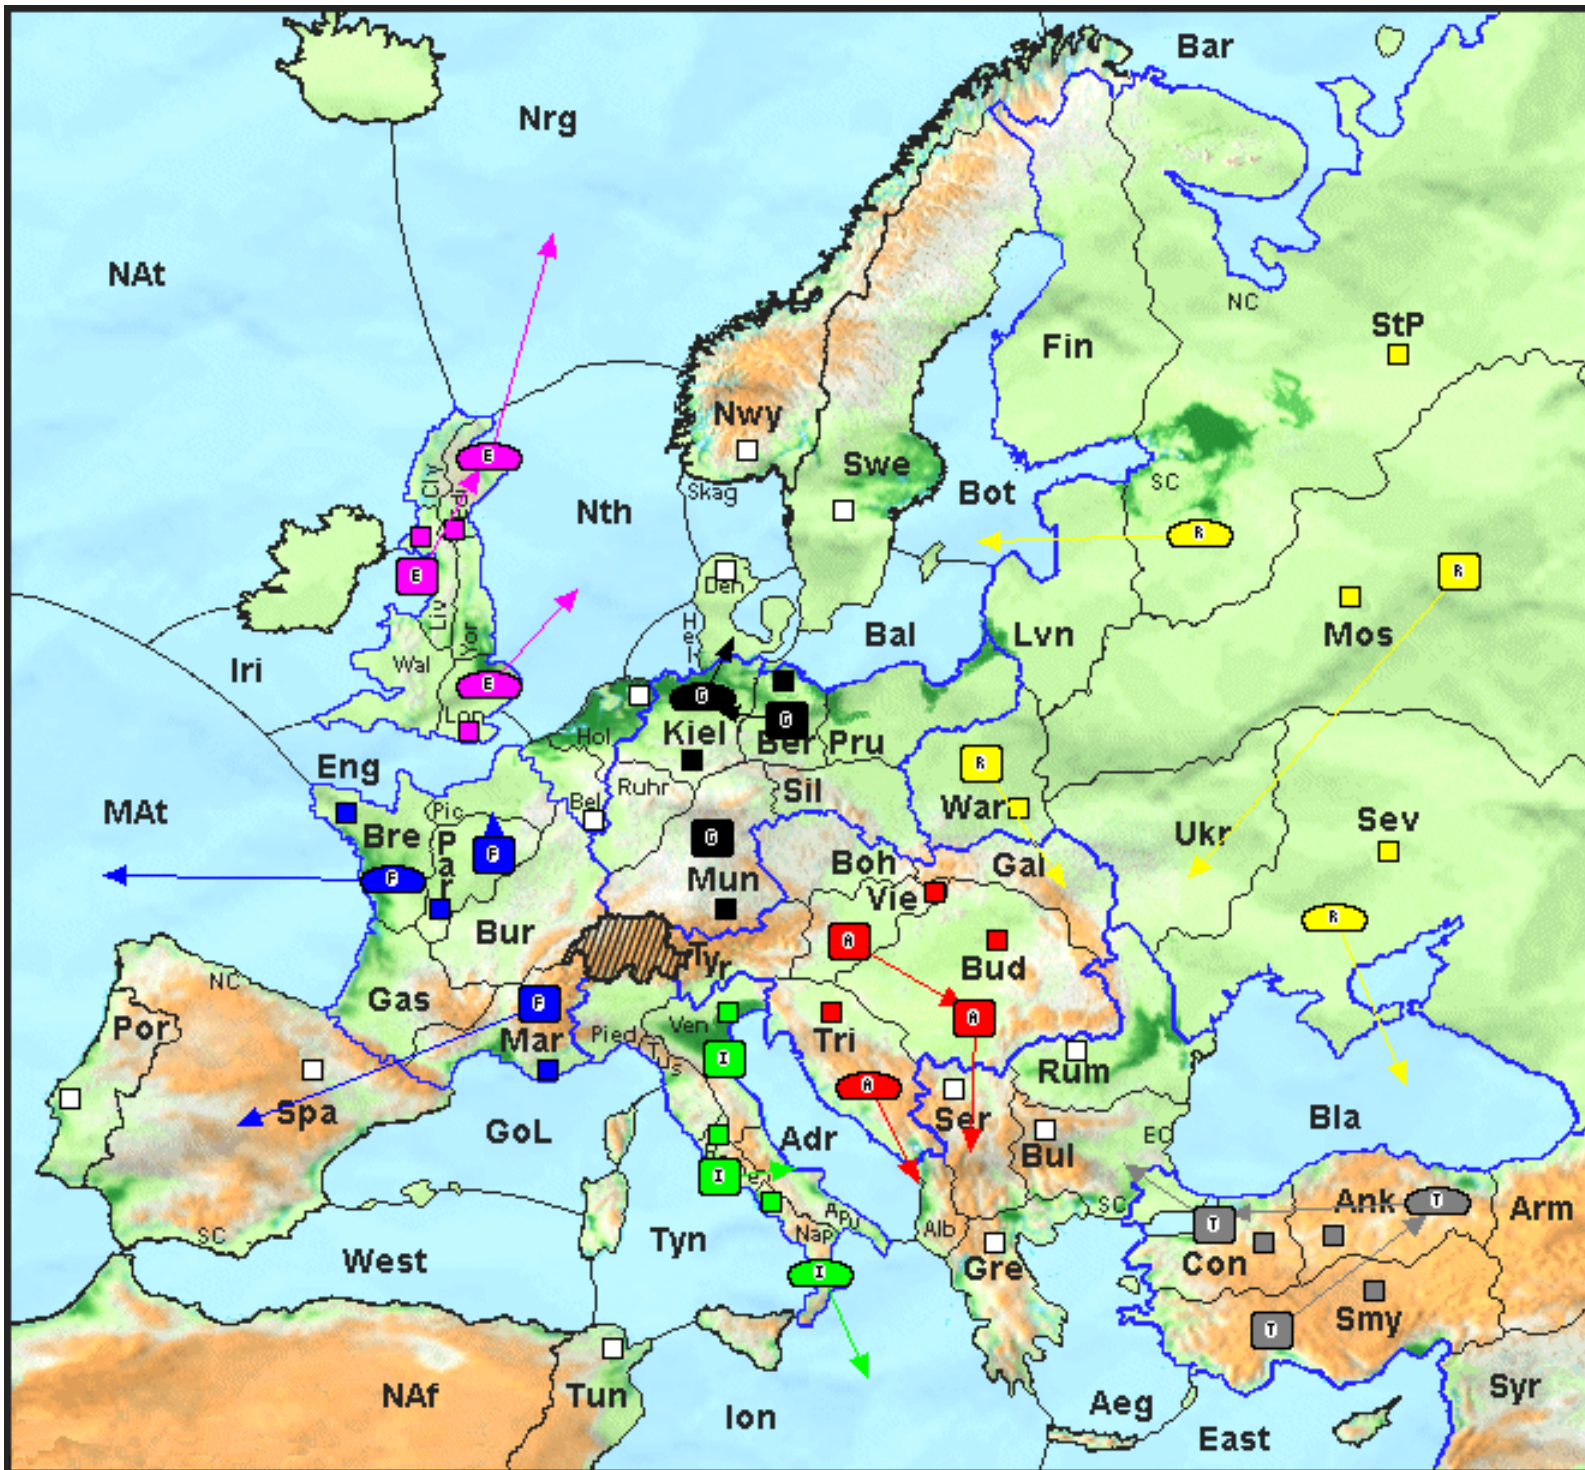 Bar
Nrg
NAt
NC
StP
Fin
Nwy
Swe
Skag
Bot
SC
Nth
Cly
Edi
E
R
E
R
Den
Hel
Mos
Lvn
Bal
Liv
Yor
Wal
Iri
E
Lon
G
G
Hol
Kiel
Ber
Pru
Eng
R
Ruhr
Sil
War
MAt
Pic
Bel
Bre
Par
F
G
Ukr
Sev
Boh
Gal
Mun
Vie
F
R
Bur
A
Tyr
Bud
NC
Gas
F
A
Por
Mar
Pied
Ven
Tri
Tus
I
Rum
A
Spa
Ser
GoL
Adr
Bul
EC
Bla
I
SC
SC
Apu
Nap
Alb
T
Ank
T
Arm
West
Tyn
I
Gre
Con
T
Smy
NAf
Tun
Ion
Aeg
East
Syr